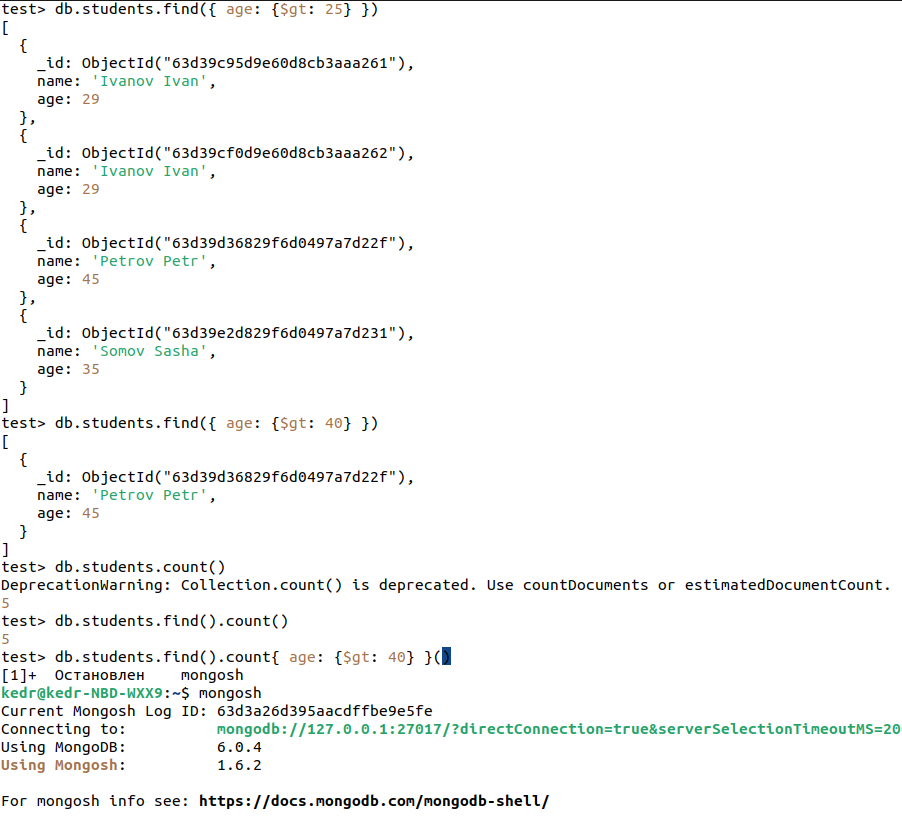 test> db.students.find({ age: {$gt: 25} })
[
  {
    _id: ObjectId("63d39c95d9e60d8cb3aaa261"),
    name: 'Ivanov Ivan',
    age: 29
  },
  {
    _id: ObjectId("63d39cf0d9e60d8cb3aaa262"),
    name: 'Ivanov Ivan',
    age: 29
  },
  {
    _id: ObjectId("63d39d36829f6d0497a7d22f"),
    name: 'Petrov Petr',
    age: 45
  },
  {
    _id: ObjectId("63d39e2d829f6d0497a7d231"),
    name: 'Somov Sasha',
    age: 35
  }
]
test> db.students.find({ age: {$gt: 40} })
[
  {
    _id: ObjectId("63d39d36829f6d0497a7d22f"),
    name: 'Petrov Petr',
    age: 45
  }
]
test> db.students.count()
DeprecationWarning: Collection.count() is deprecated. Use countDocuments or estimatedDocumentCount.
5
test> db.students.find().count()
5
test> db.students.find().count{ age: {$gt: 40} }()
[1]+  Остановлен    mongosh
kedr@kedr-NBD-WXX9:~$ mongosh
Current Mongosh Log ID: 63d3a26d395aacdffbe9e5fe
Connecting to:          mongodb://127.0.0.1:27017/?directConnection=true&serverSelectionTimeoutMS=20
Using MongoDB:          6.0.4
Using Mongosh:          1.6.2
For mongosh info see: https://docs.mongodb.com/mongodb-shell/